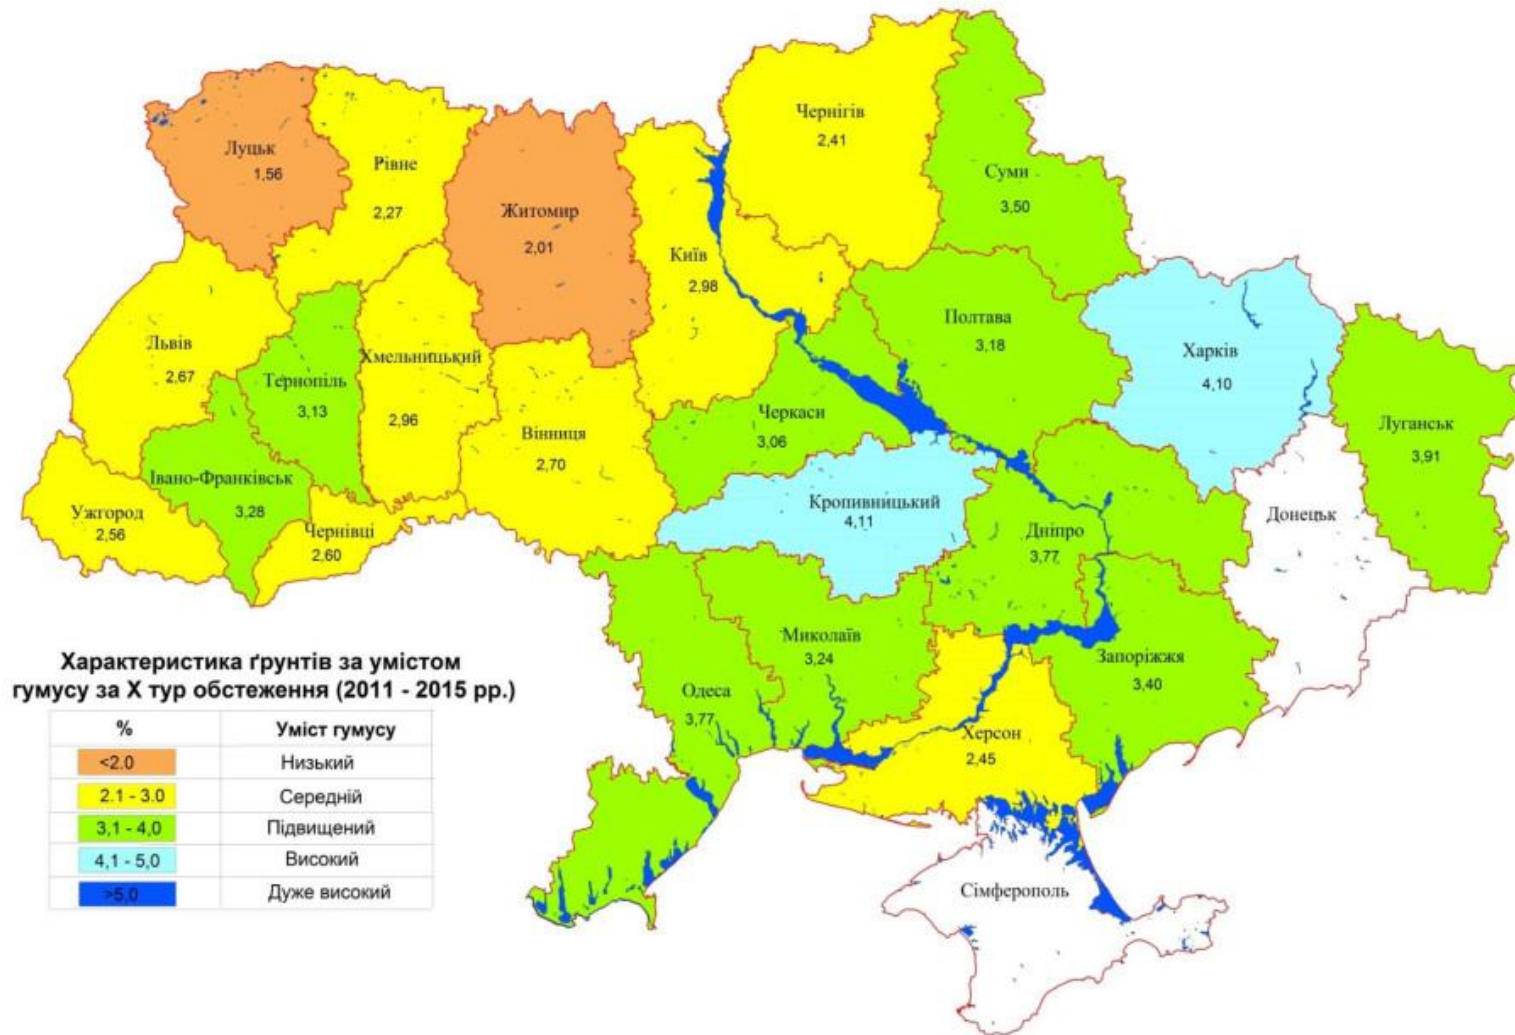 Чернігів
2,41
Луцьк
1,56
Рівне
2,27
Суми
3,50
Житомир
2,01
Київ
2,98
Полтава
3,18
Львів
2,67
Хмельницький
2,96
Харків
4,10
Тернопіль
3,13
Черкаси
3,06
Вінниця
2,70
Луганськ
3,91
Івано-Франківськ
3,28
Кропивницький
4,11
Ужгород
2,56
Чернівці
2,60
Дніпро
3,77
Донецьк
Миколаїв
3,24
Запоріжжя
3,40
Одеса
3,77
Херсон
2,45
Сімферополь
Характеристика ґрунтів за умістом
гумусу за X тур обстеження (2011 - 2015 рр.)
% Уміст гумусу
<2.0 Низький
2.1 - 3.0 Середній
3,1 - 4,0 Підвищений
4,1 - 5,0 Високий
>5,0 Дуже високий